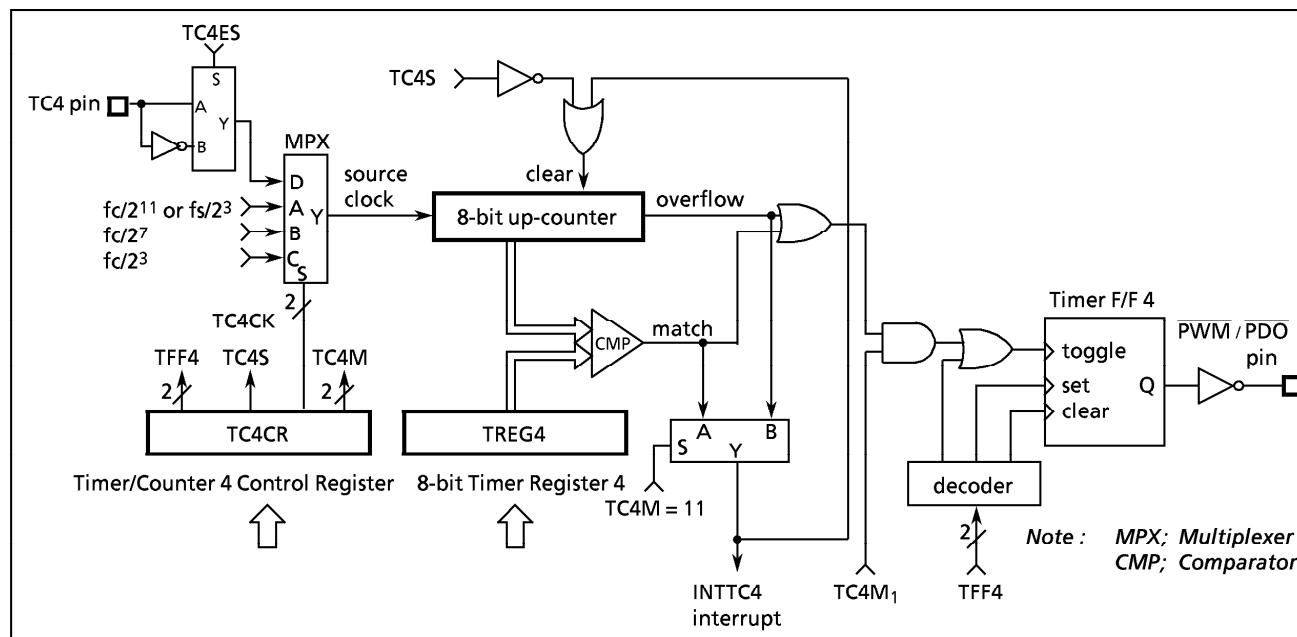 TC4ES
S
TC4 pin
A
Y
B
TC4S
MPX
D
A
Y
B
C
S
fc/2¹¹ or fs/2³
fc/2⁷
fc/2³
source
clock
clear
8-bit up-counter
overflow
2
TC4CK
TFF4
TC4S
TC4M
2
2
CMP
match
TC4CR
TREG4
Timer/Counter 4 Control Register
8-bit Timer Register 4
S
A
B
Y
TC4M = 11
INTTC4
interrupt
TC4M₁
Timer F/F 4
toggle
set
clear
Q
PWM / PDO
pin
decoder
2
TFF4
Note : MPX; Multiplexer
CMP; Comparator